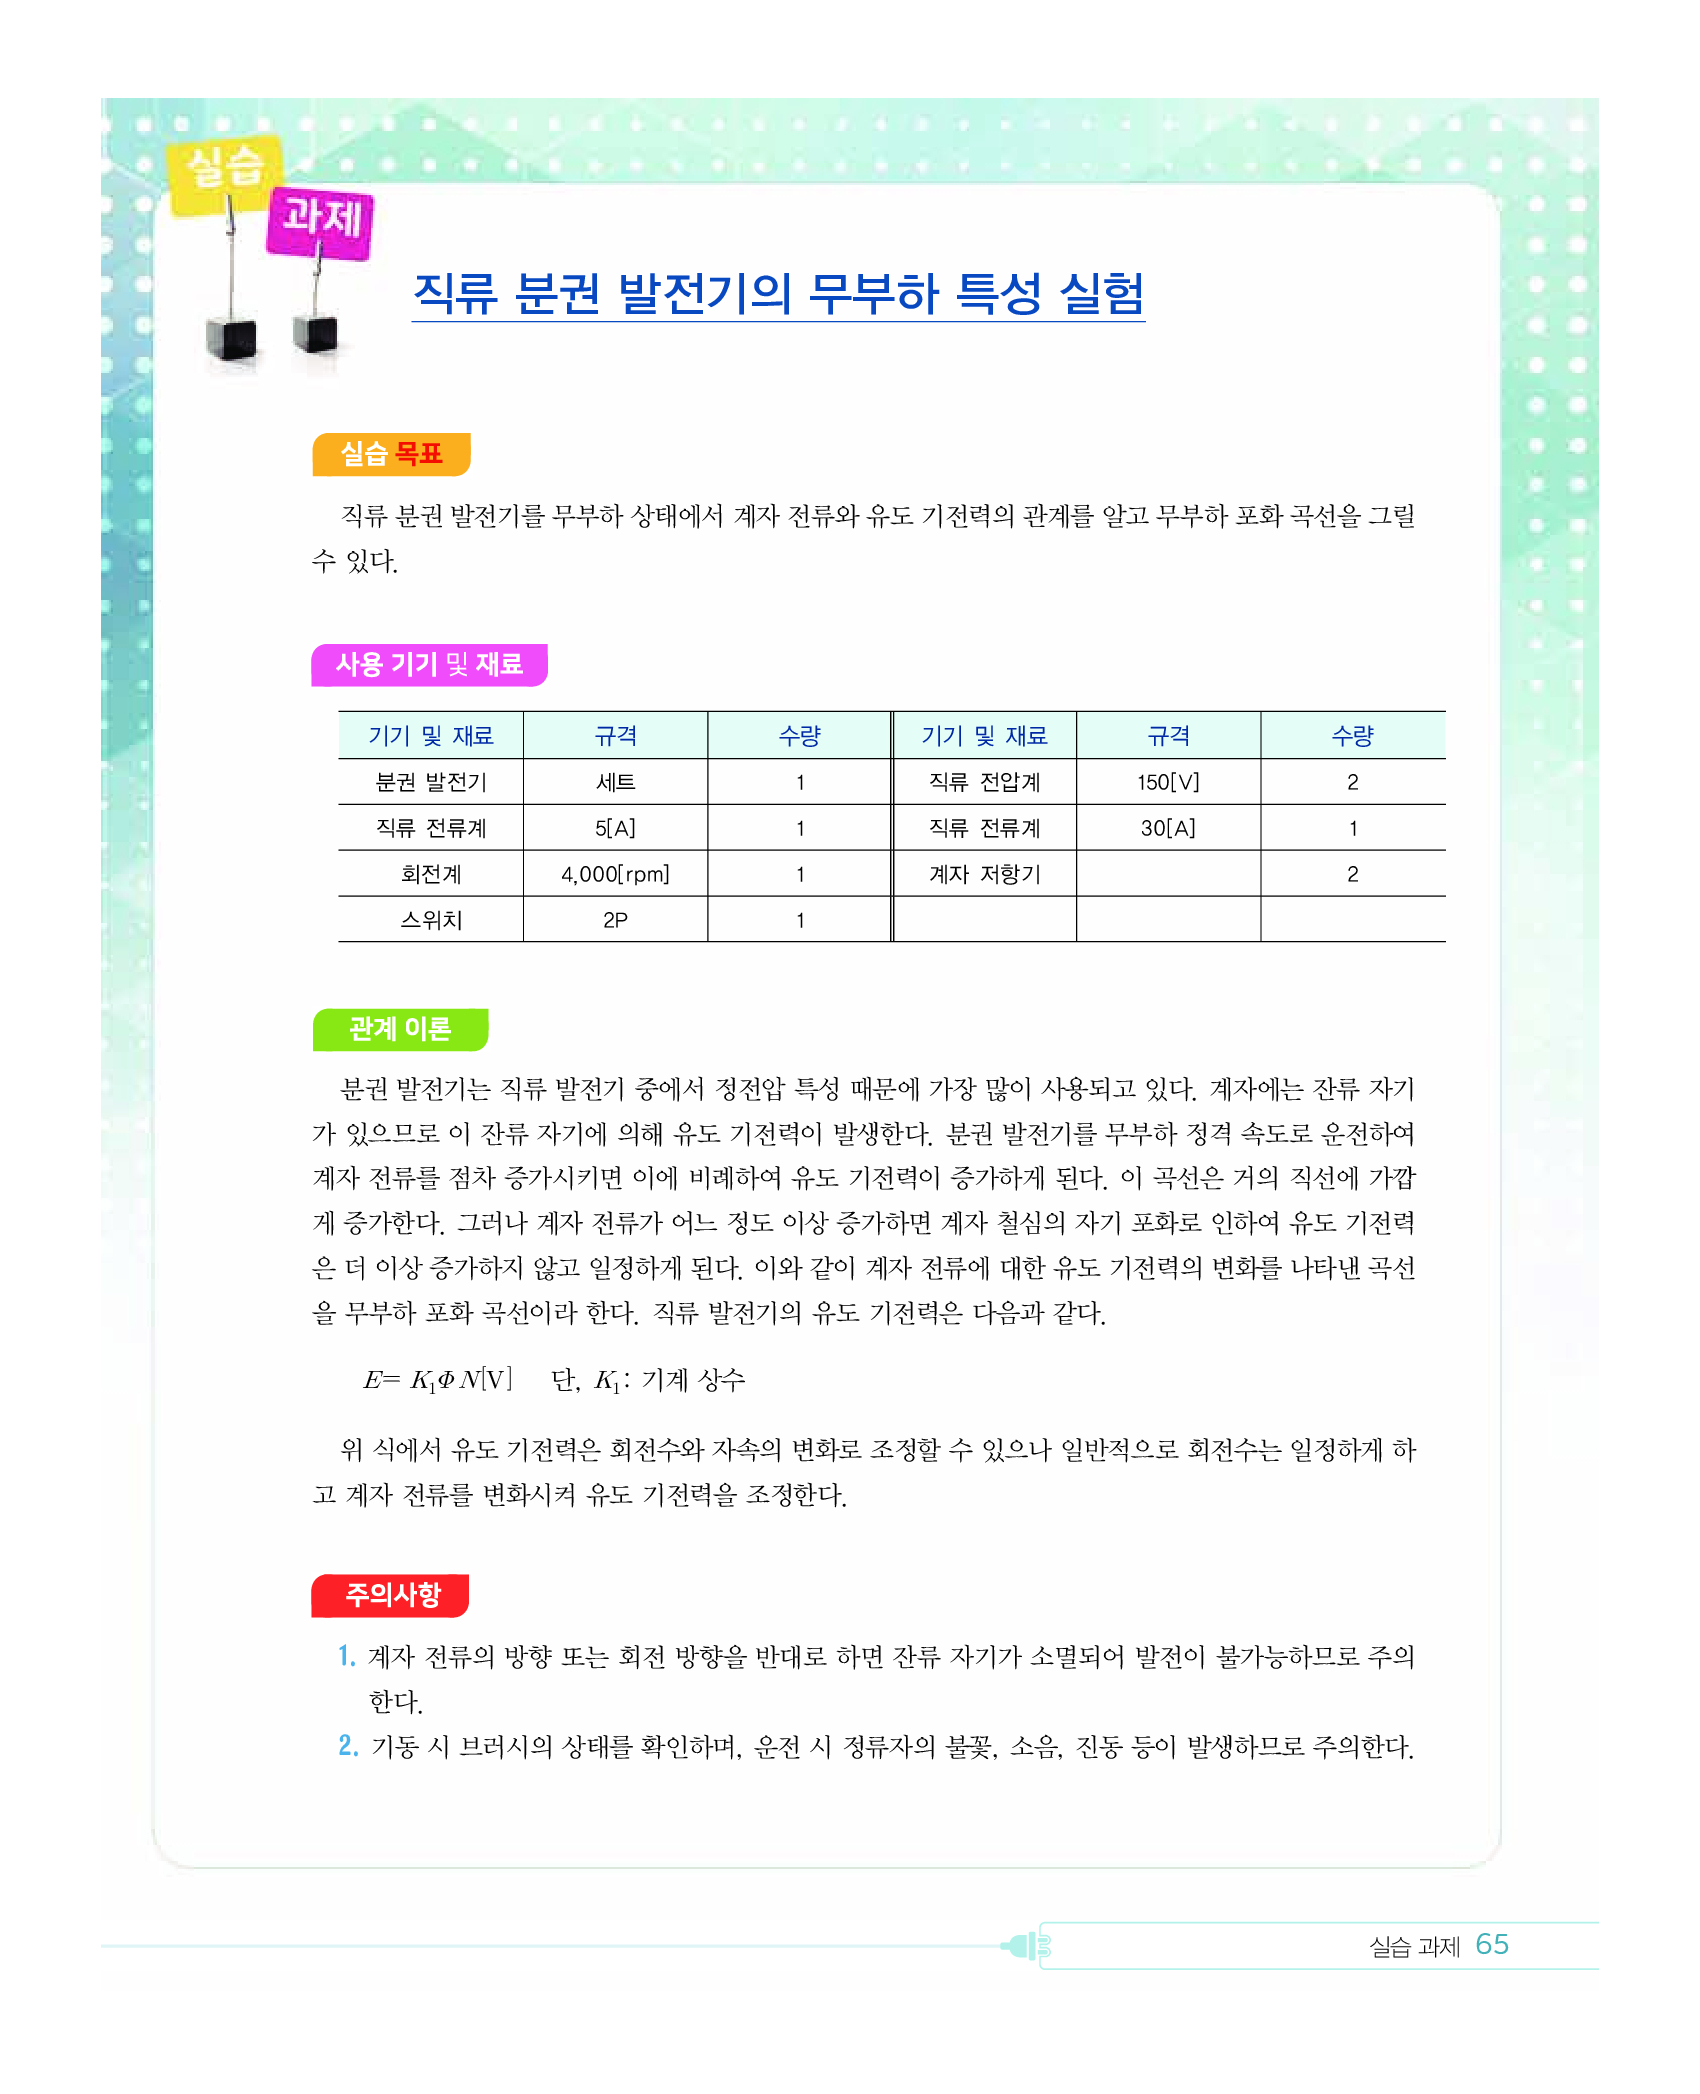 실습
과제
직류 분권 발전기의 무부하 특성 실험
실습 목표
직류 분권 발전기를 무부하 상태에서 계자 전류와 유도 기전력의 관계를 알고 무부하 포화 곡선을 그릴
수 있다.
사용 기기 및 재료
기기 및 재료 규격 수량 기기 및 재료 규격 수량
분권 발전기 세트 1 직류 전압계 150[V] 2
직류 전류계 5[A] 1 직류 전류계 30[A] 1
회전계 4,000[rpm] 1 계자 저항기 2
스위치 2P 1
관계 이론
분권 발전기는 직류 발전기 중에서 정전압 특성 때문에 가장 많이 사용되고 있다. 계자에는 잔류 자기
가 있으므로 이 잔류 자기에 의해 유도 기전력이 발생한다. 분권 발전기를 무부하 정격 속도로 운전하여
계자 전류를 점차 증가시키면 이에 비례하여 유도 기전력이 증가하게 된다. 이 곡선은 거의 직선에 가깝
게 증가한다. 그러나 계자 전류가 어느 정도 이상 증가하면 계자 철심의 자기 포화로 인하여 유도 기전력
은 더 이상 증가하지 않고 일정하게 된다. 이와 같이 계자 전류에 대한 유도 기전력의 변화를 나타낸 곡선
을 무부하 포화 곡선이라 한다. 직류 발전기의 유도 기전력은 다음과 같다.
E= K₁Φ N[V] 단, K₁: 기계 상수
위 식에서 유도 기전력은 회전수와 자속의 변화로 조정할 수 있으나 일반적으로 회전수는 일정하게 하
고 계자 전류를 변화시켜 유도 기전력을 조정한다.
주의사항
1. 계자 전류의 방향 또는 회전 방향을 반대로 하면 잔류 자기가 소멸되어 발전이 불가능하므로 주의
한다.
2. 기동 시 브러시의 상태를 확인하며, 운전 시 정류자의 불꽃, 소음, 진동 등이 발생하므로 주의한다.
실습 과제 65